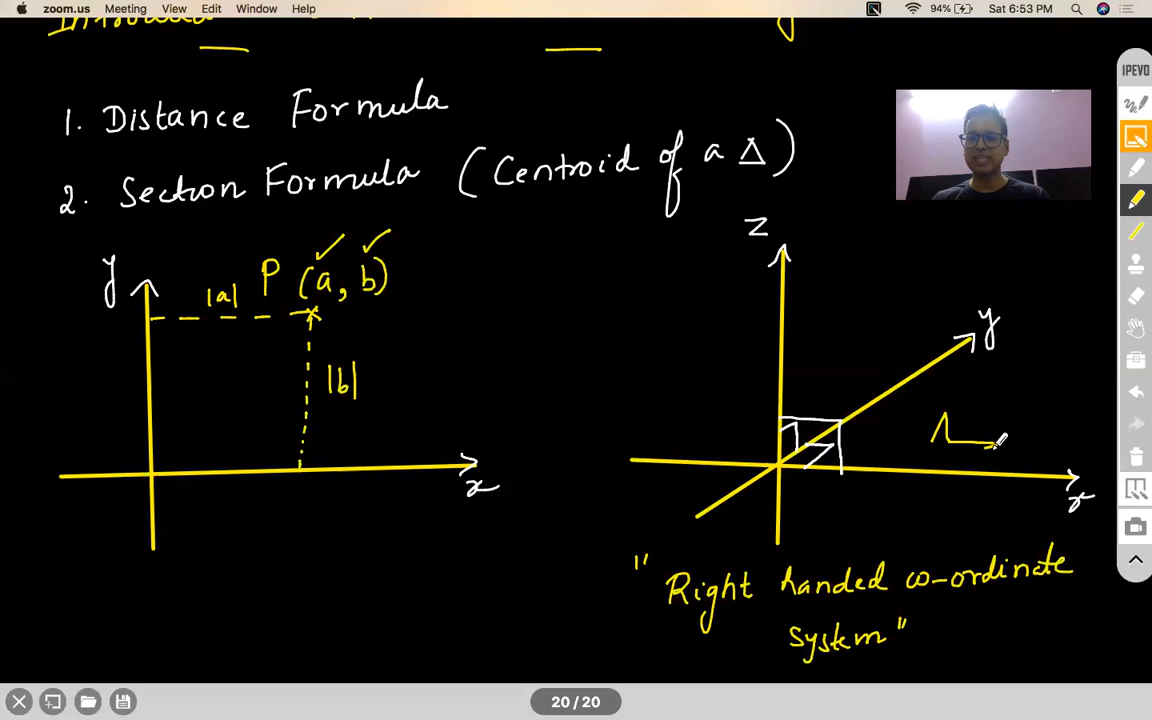 zoom.us Meeting View Edit Window Help 94% Sat 6:53 PM
IPEVO
1. Distance Formula
2. Section Formula (Centroid of a Δ)
z
y
P (a, b)
|a|
y
|b|
x
x
" Right handed co-ordinate
system "
20 / 20